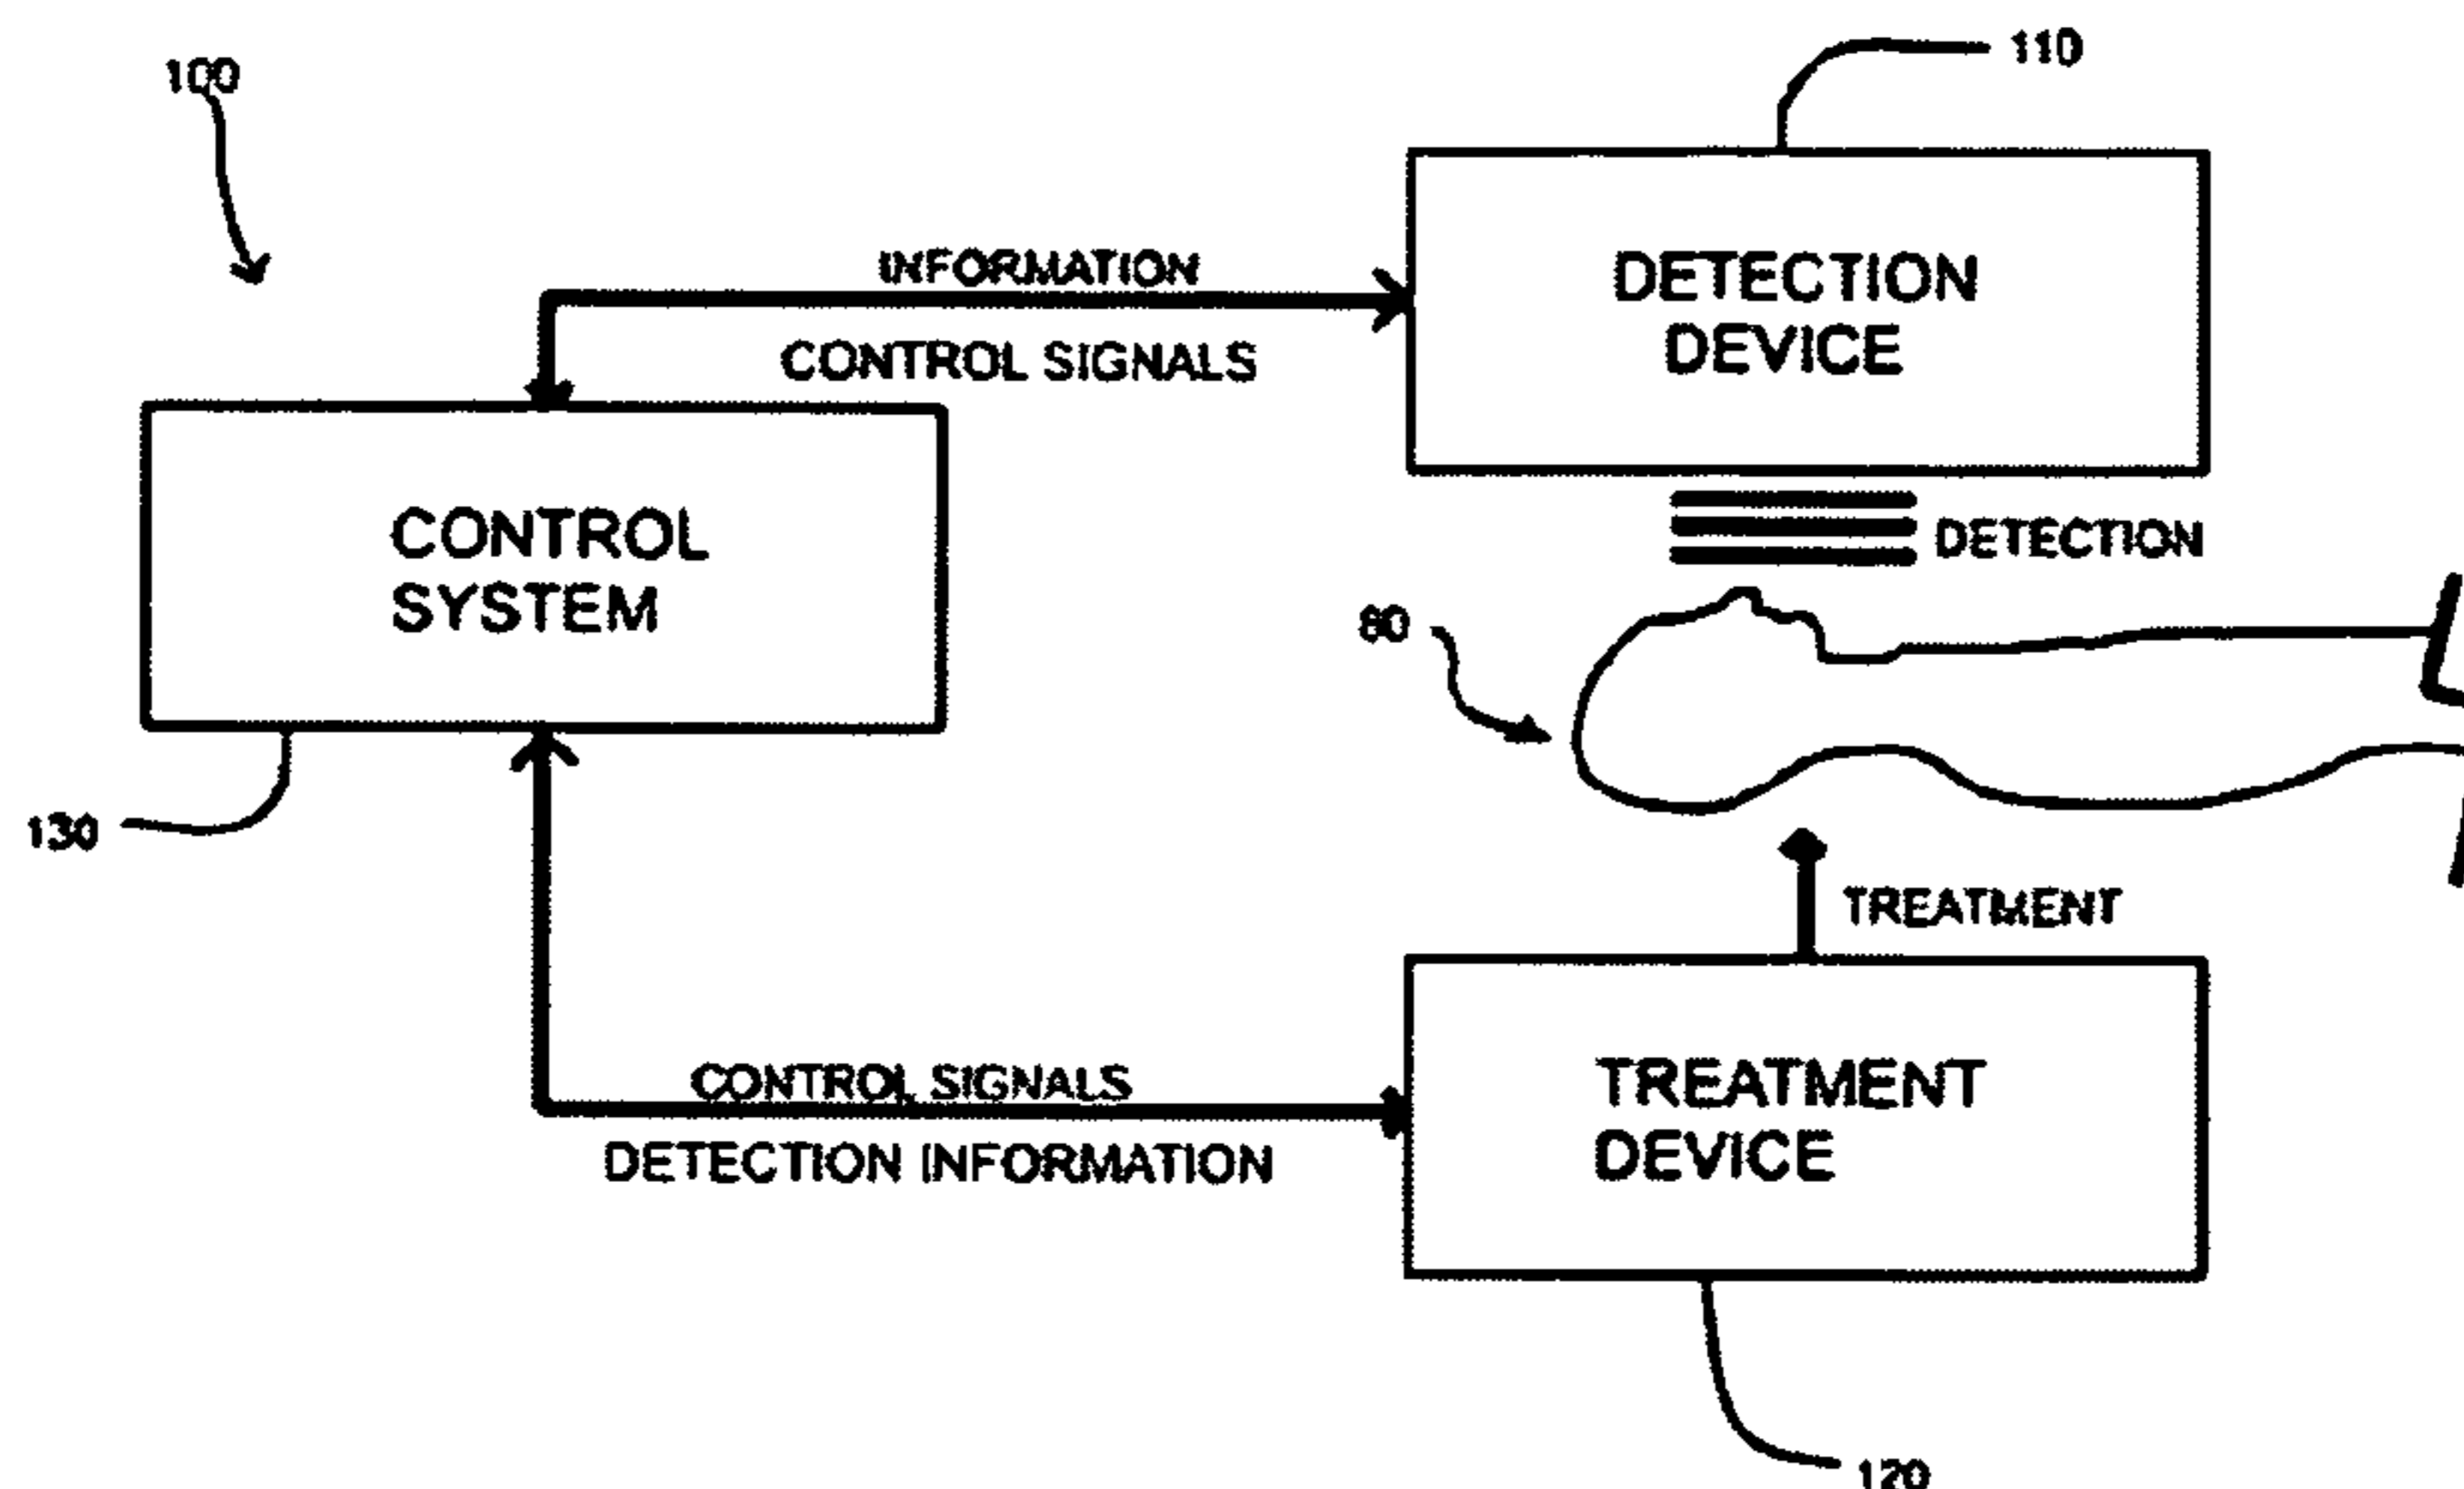 100
110
INFORMATION
CONTROL SIGNALS
DETECTION
DEVICE
CONTROL
SYSTEM
DETECTION
80
130
TREATMENT
CONTROL SIGNALS
DETECTION INFORMATION
TREATMENT
DEVICE
120